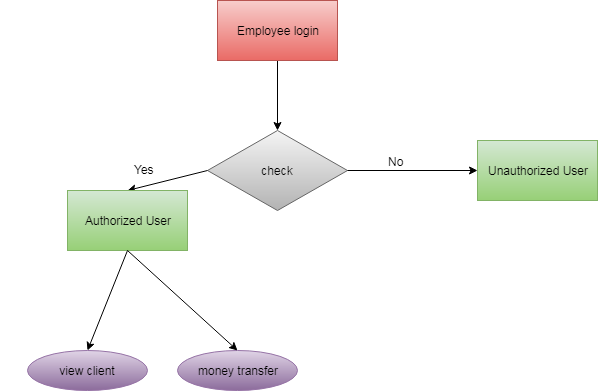 Employee login
Yes
check
No
Unauthorized User
Authorized User
view client
money transfer